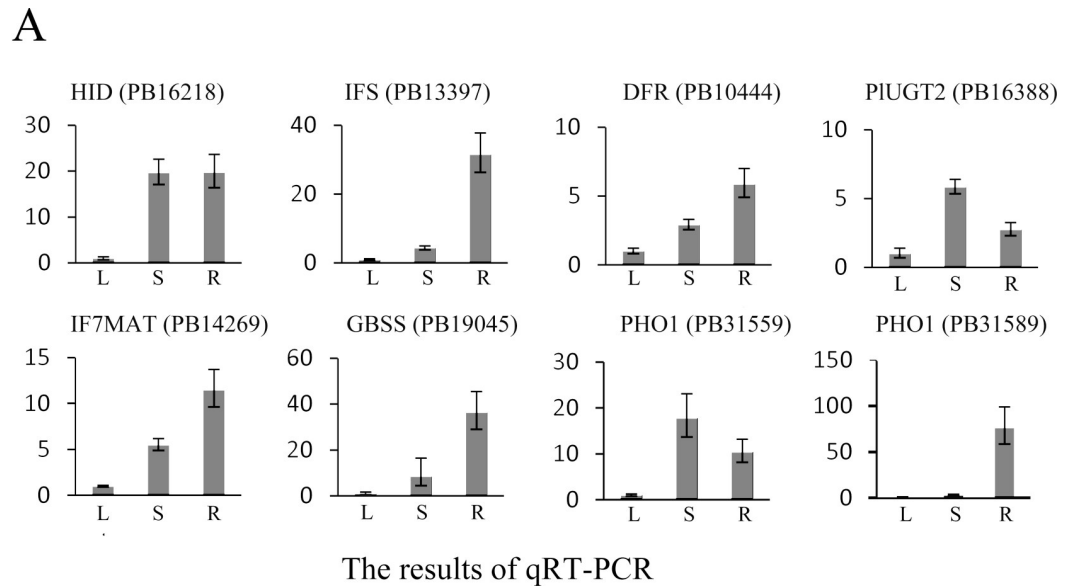 A
HID (PB16218)
30
20
10
0
L S R
IFS (PB13397)
40
20
0
L S R
DFR (PB10444)
10
5
0
L S R
PlUGT2 (PB16388)
10
5
0
L S R
IF7MAT (PB14269)
15
10
5
0
L S R
GBSS (PB19045)
60
40
20
0
L S R
PHO1 (PB31559)
30
20
10
0
L S R
PHO1 (PB31589)
150
100
50
0
L S R
The results of qRT-PCR